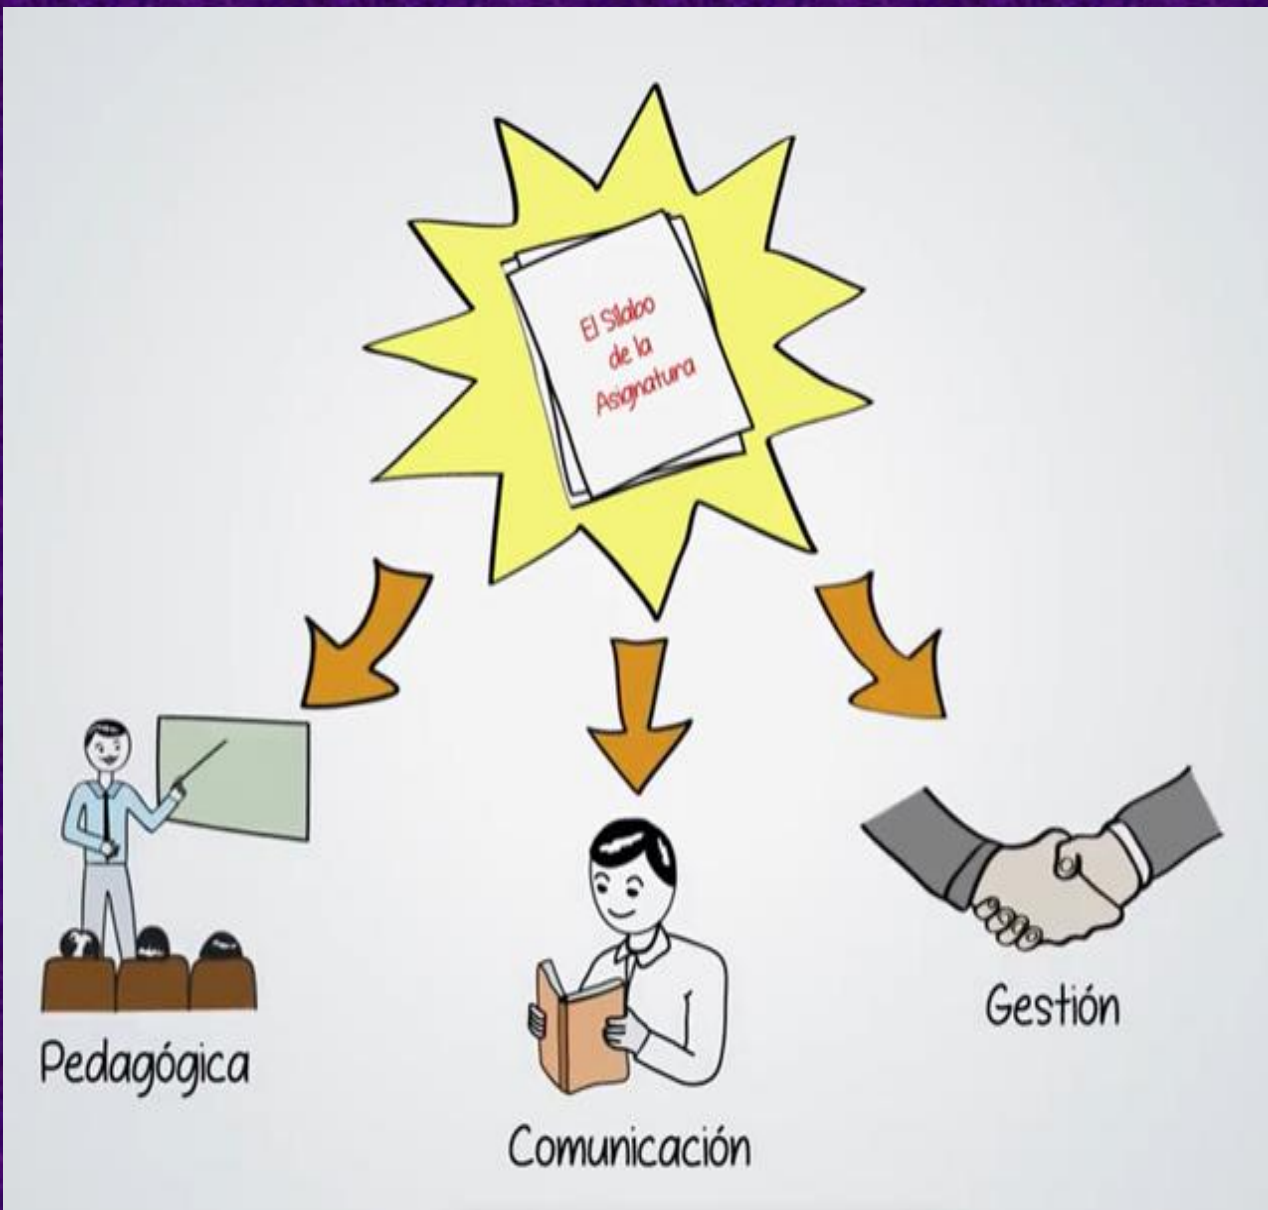 El Sílabo
de la
Asignatura
Pedagógica
Comunicación
Gestión